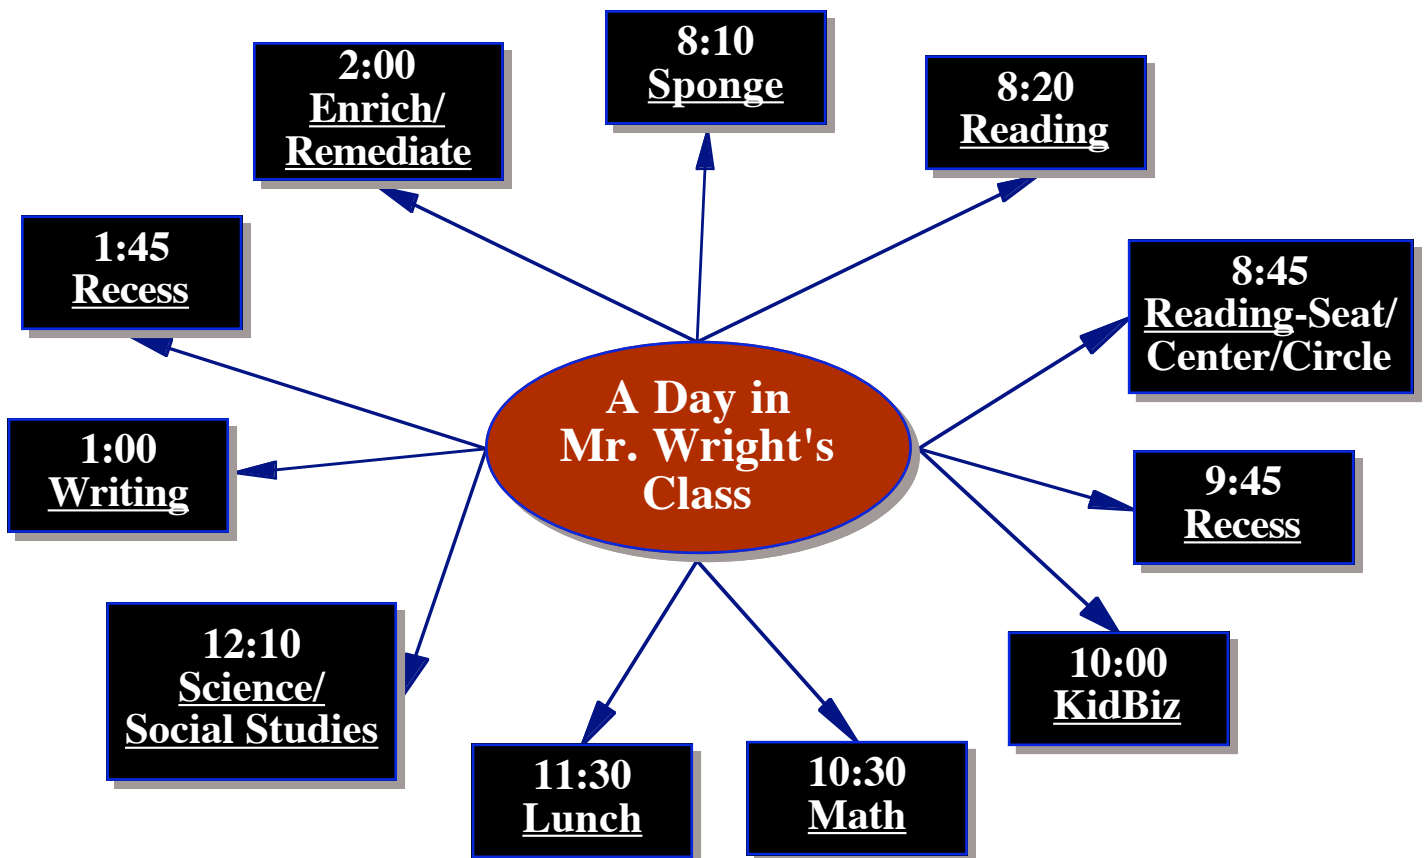 8:10
Sponge
8:20
Reading
8:45
Reading-Seat/
Center/Circle
9:45
Recess
10:00
KidBiz
10:30
Math
11:30
Lunch
12:10
Science/
Social Studies
1:00
Writing
1:45
Recess
2:00
Enrich/
Remediate
A Day in
Mr. Wright's
Class